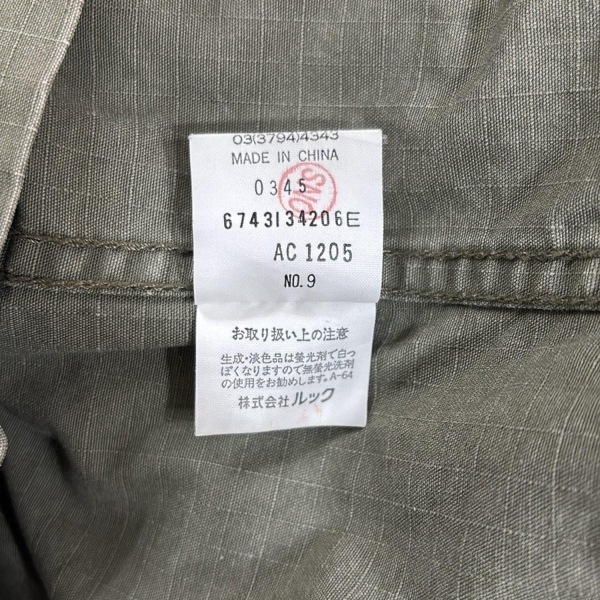 03(3794)4343
MADE IN CHINA
0345
SAIC
6743134206E
AC 1205
NO.9
お取り扱い上の注意
生成・淡色品は螢光剤で白っ
ぽくなりますので無螢光洗剤
の使用をお勧めします。A-64
株式会社ルック